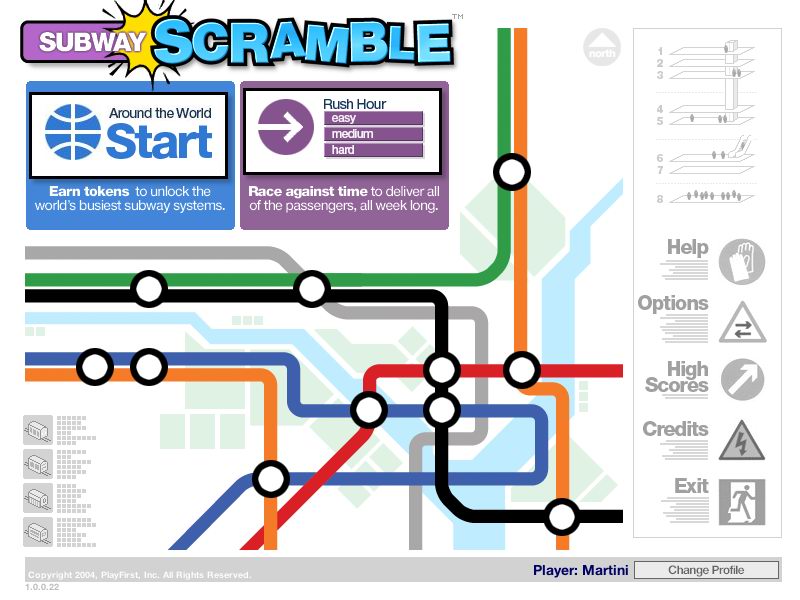 SUBWAY SCRAMBLE™
north
Around the World
Start
Earn tokens to unlock the
world's busiest subway systems.
Rush Hour
easy
medium
hard
Race against time to deliver all
of the passengers, all week long.
1
2
3
4
5
6
7
8
Help
Options
High
Scores
Credits
Exit
Copyright 2004, PlayFirst, Inc. All Rights Reserved.
Player: Martini
Change Profile
1.0.0.22